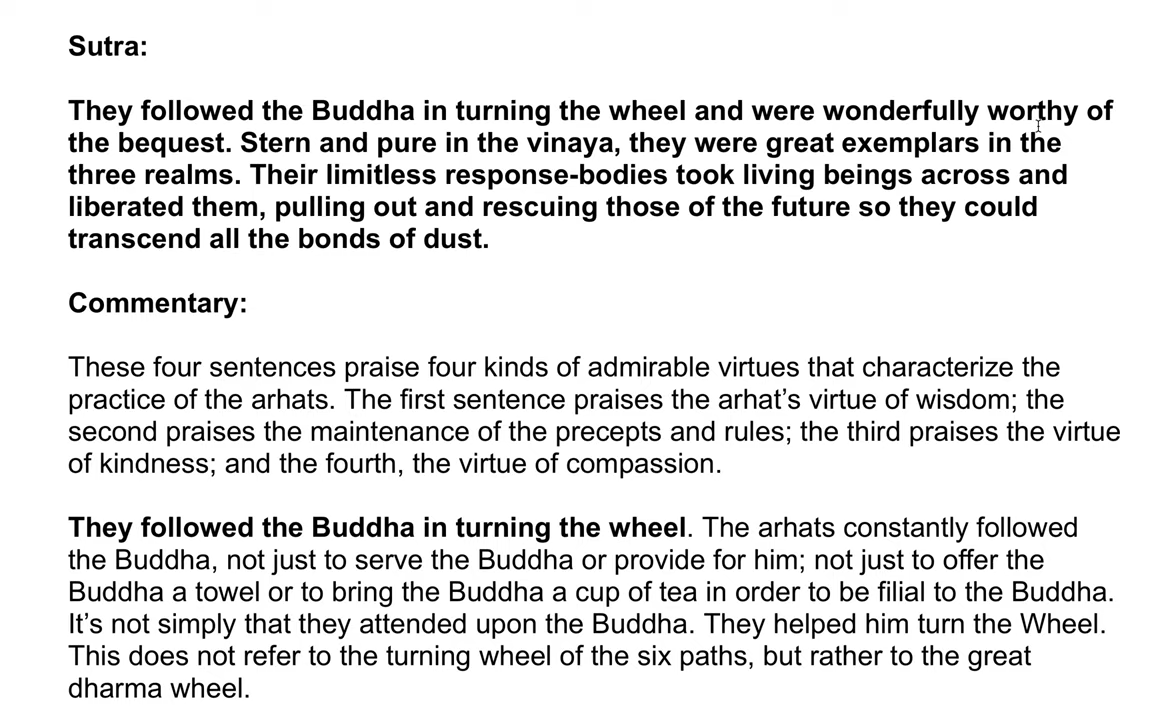 Sutra:
They followed the Buddha in turning the wheel and were wonderfully worthy of
the bequest. Stern and pure in the vinaya, they were great exemplars in the
three realms. Their limitless response-bodies took living beings across and
liberated them, pulling out and rescuing those of the future so they could
transcend all the bonds of dust.
Commentary:
These four sentences praise four kinds of admirable virtues that characterize the
practice of the arhats. The first sentence praises the arhat’s virtue of wisdom; the
second praises the maintenance of the precepts and rules; the third praises the virtue
of kindness; and the fourth, the virtue of compassion.
They followed the Buddha in turning the wheel. The arhats constantly followed
the Buddha, not just to serve the Buddha or provide for him; not just to offer the
Buddha a towel or to bring the Buddha a cup of tea in order to be filial to the Buddha.
It’s not simply that they attended upon the Buddha. They helped him turn the Wheel.
This does not refer to the turning wheel of the six paths, but rather to the great
dharma wheel.